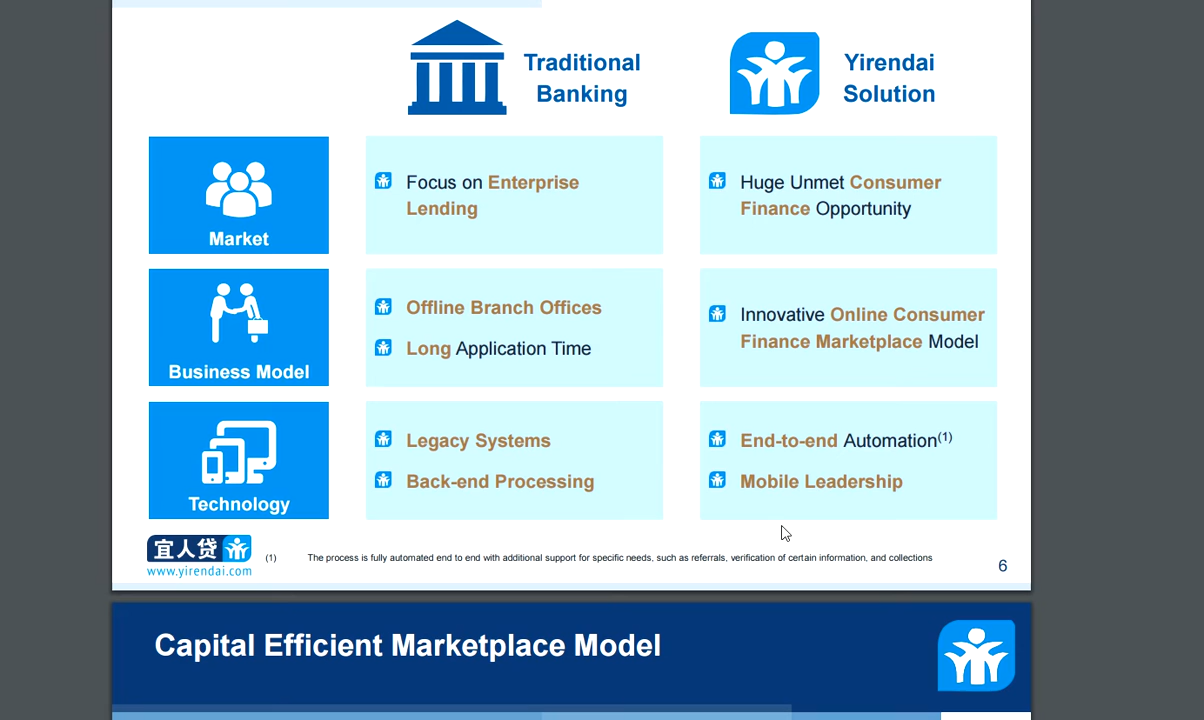 Traditional
Banking
Yirendai
Solution
Market
Focus on Enterprise
Lending
Huge Unmet Consumer
Finance Opportunity
Business Model
Offline Branch Offices
Long Application Time
Innovative Online Consumer
Finance Marketplace Model
Technology
Legacy Systems
Back-end Processing
End-to-end Automation(1)
Mobile Leadership
宜人贷
www.yirendai.com
(1) The process is fully automated end to end with additional support for specific needs, such as referrals, verification of certain information, and collections
6
Capital Efficient Marketplace Model